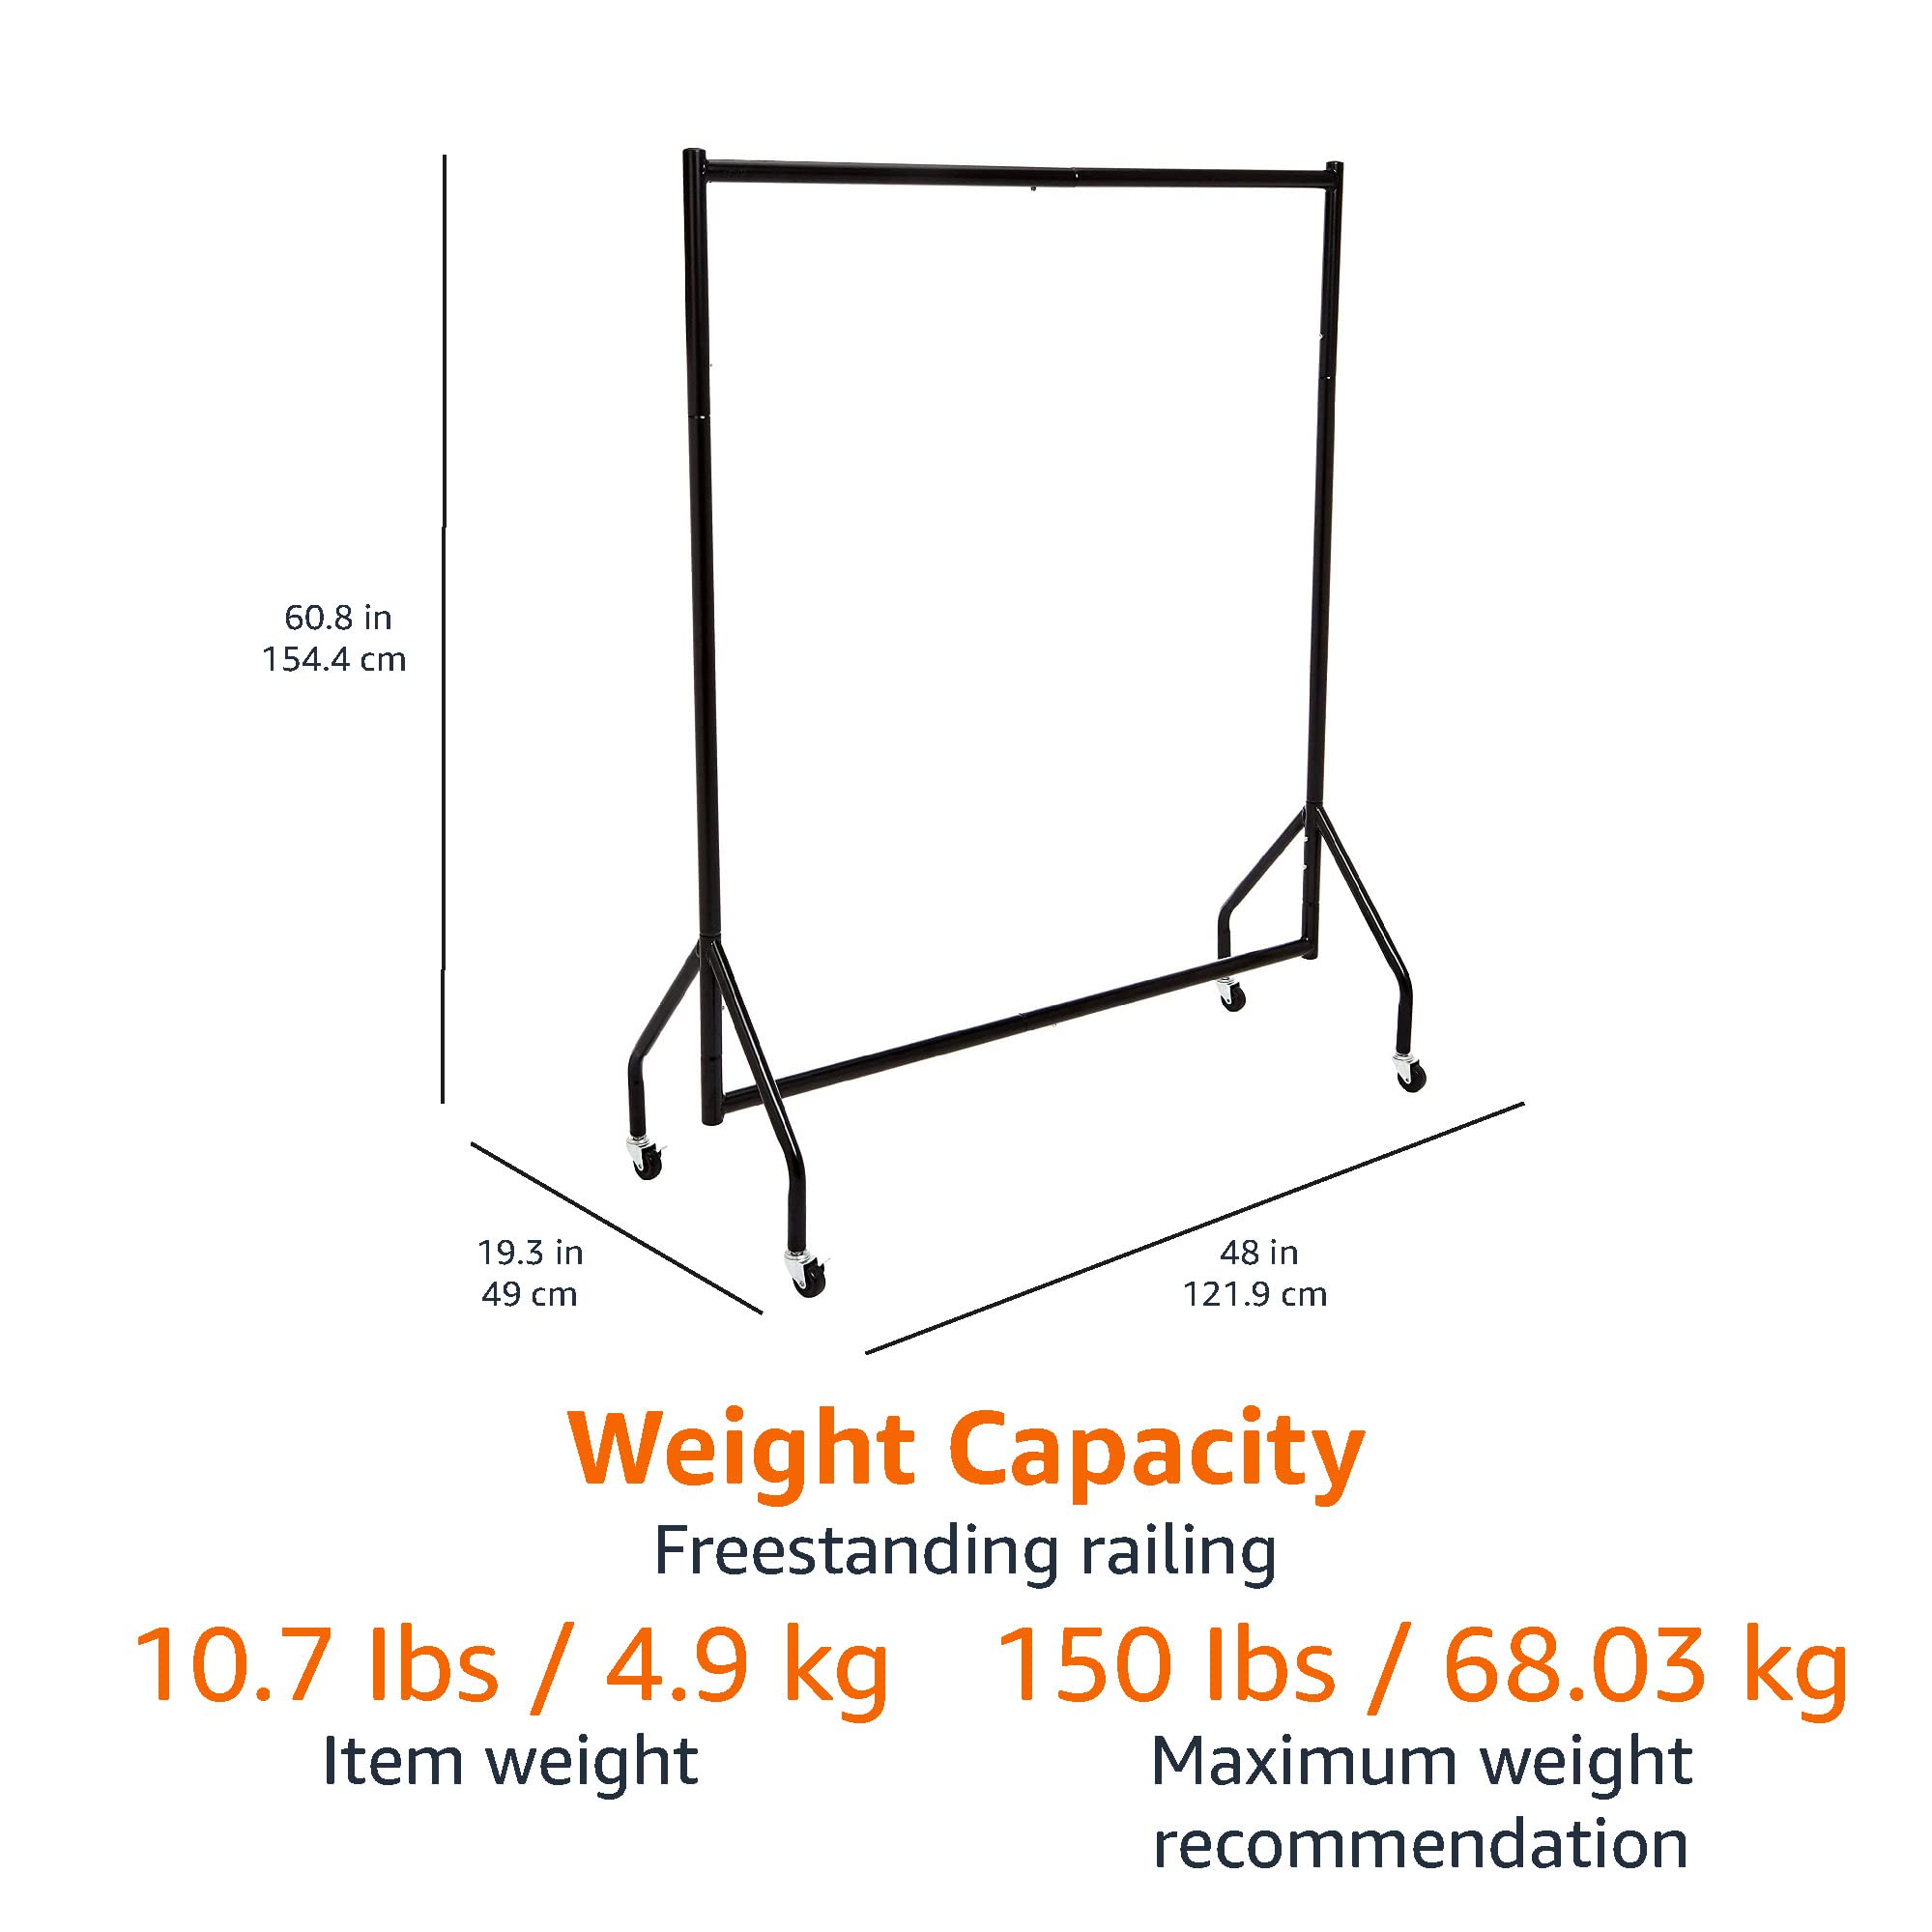 60.8 in
154.4 cm
19.3 in
49 cm
48 in
121.9 cm
Weight Capacity
Freestanding railing
10.7 lbs / 4.9 kg
Item weight
150 lbs / 68.03 kg
Maximum weight
recommendation